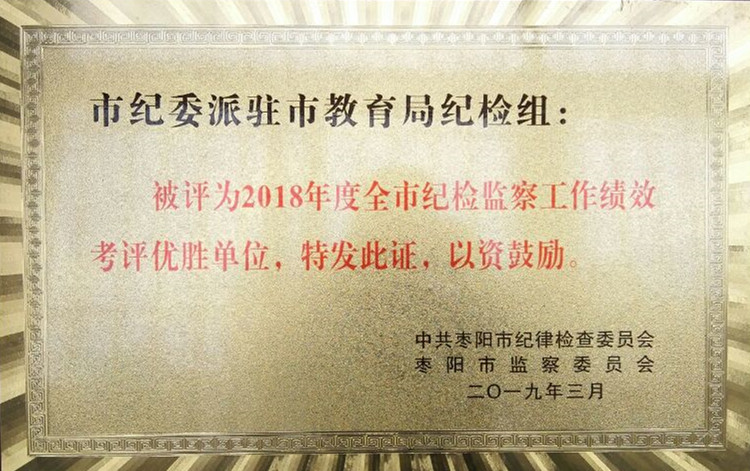 市纪委派驻市教育局纪检组：
被评为2018年度全市纪检监察工作绩效
考评优胜单位，特发此证，以资鼓励。
中共枣阳市纪律检查委员会
枣阳市监察委员会
二〇一九年三月